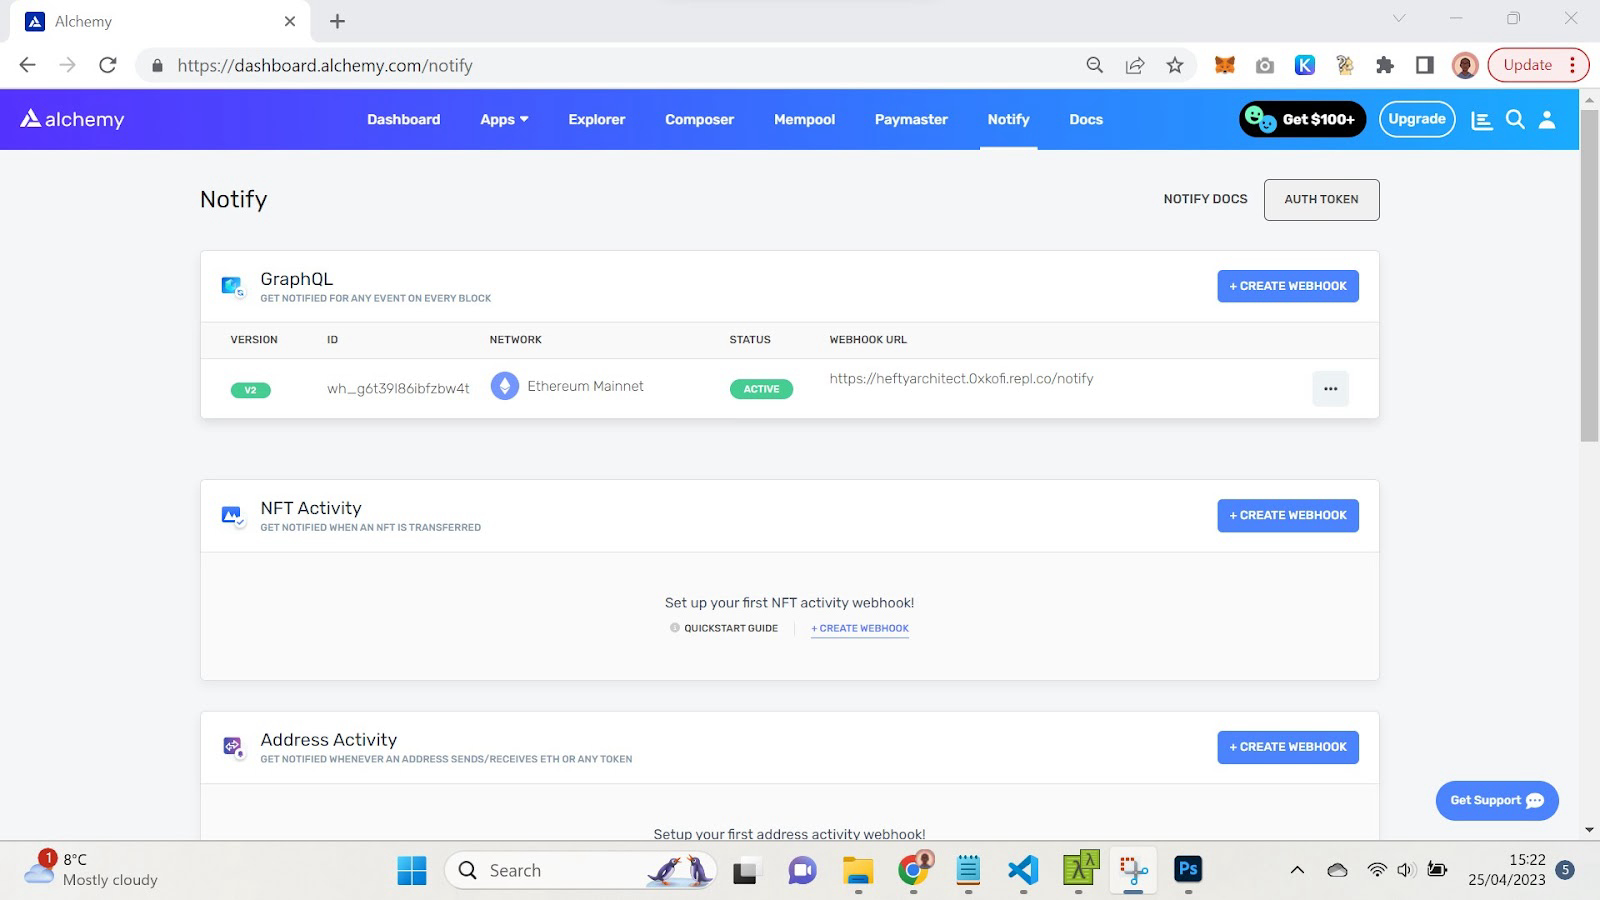 Alchemy
https://dashboard.alchemy.com/notify
Update
alchemy
Dashboard
Apps
Explorer
Composer
Mempool
Paymaster
Notify
Docs
Get $100+
Upgrade
Notify
NOTIFY DOCS
AUTH TOKEN
GraphQL
GET NOTIFIED FOR ANY EVENT ON EVERY BLOCK
+ CREATE WEBHOOK
VERSION ID NETWORK STATUS WEBHOOK URL
V2 wh_g6t39l86ibfzbw4t Ethereum Mainnet ACTIVE https://heftyarchitect.0xkofi.repl.co/notify
NFT Activity
GET NOTIFIED WHEN AN NFT IS TRANSFERRED
+ CREATE WEBHOOK
Set up your first NFT activity webhook!
QUICKSTART GUIDE
+ CREATE WEBHOOK
Address Activity
GET NOTIFIED WHENEVER AN ADDRESS SENDS/RECEIVES ETH OR ANY TOKEN
+ CREATE WEBHOOK
Setup your first address activity webhook!
Get Support
1
8°C
Mostly cloudy
Search
Ps
15:22
25/04/2023
5